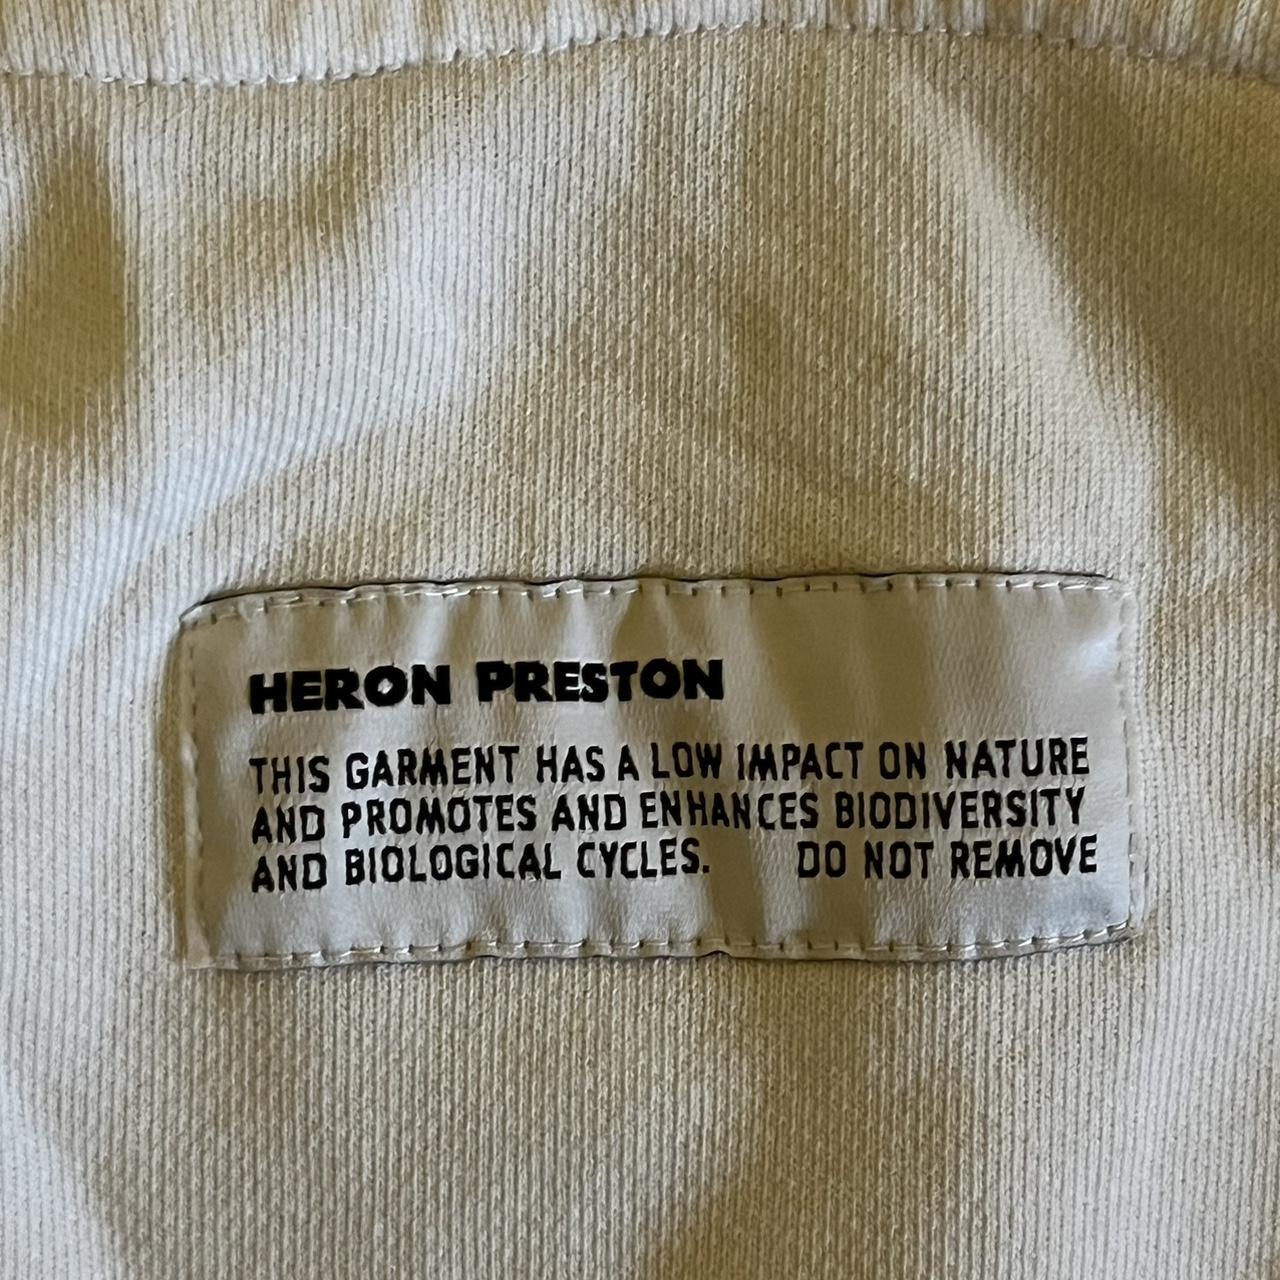 HERON PRESTON
THIS GARMENT HAS A LOW IMPACT ON NATURE
AND PROMOTES AND ENHANCES BIODIVERSITY
AND BIOLOGICAL CYCLES. DO NOT REMOVE